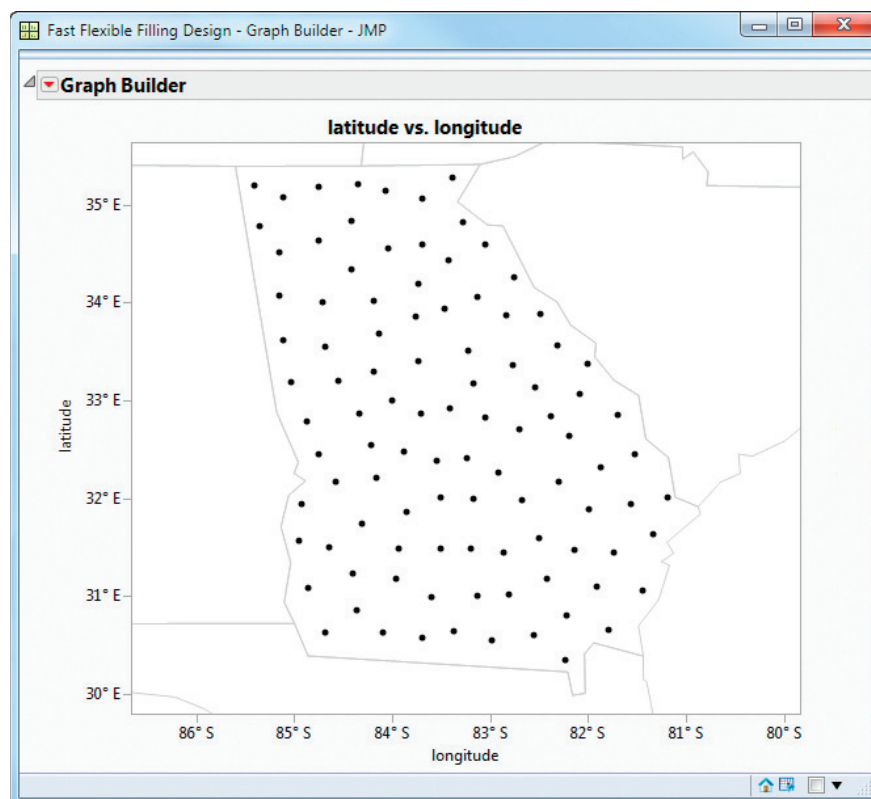 Fast Flexible Filling Design - Graph Builder - JMP
Graph Builder
latitude vs. longitude
35° E
34° E
33° E
32° E
31° E
30° E
latitude
86° S 85° S 84° S 83° S 82° S 81° S 80° S
longitude